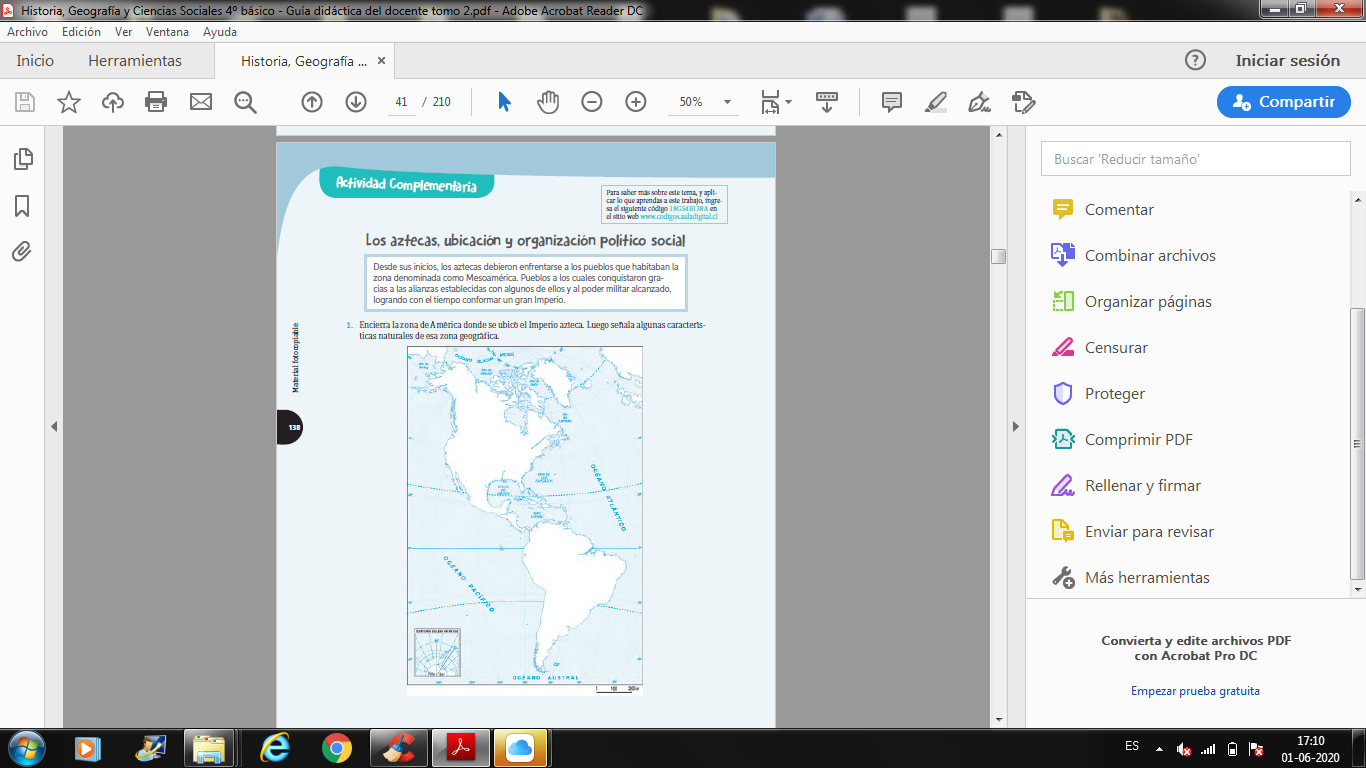 Historia, Geografía y Ciencias Sociales 4º básico - Guía didáctica del docente tomo 2.pdf - Adobe Acrobat Reader DC
Archivo Edición Ver Ventana Ayuda
Inicio Herramientas Historia, Geografía ... × Iniciar sesión
41 / 210 50% Compartir
Actividad Complementaria
Para saber más sobre este tema, y apli-
car lo que aprendas a este trabajo, ingre-
sa el siguiente código 18GS4B138A en
el sitio web www.codigos.auladigital.cl
Los aztecas, ubicación y organización político social
Desde sus inicios, los aztecas debieron enfrentarse a los pueblos que habitaban la
zona denominada como Mesoamérica. Pueblos a los cuales conquistaron gra-
cias a las alianzas establecidas con algunos de ellos y al poder militar alcanzado,
logrando con el tiempo conformar un gran Imperio.
1. Encierra la zona de América donde se ubicó el Imperio azteca. Luego señala algunas caracterís-
ticas naturales de esa zona geográfica.
Material fotocopiable
138
OCÉANO ATLÁNTICO
OCÉANO PACÍFICO
OCÉANO AUSTRAL
Buscar 'Reducir tamaño'
Comentar
Combinar archivos
Organizar páginas
Censurar
Proteger
Comprimir PDF
Rellenar y firmar
Enviar para revisar
Más herramientas
Convierta y edite archivos PDF
con Acrobat Pro DC
Empezar prueba gratuita
ES
17:10
01-06-2020